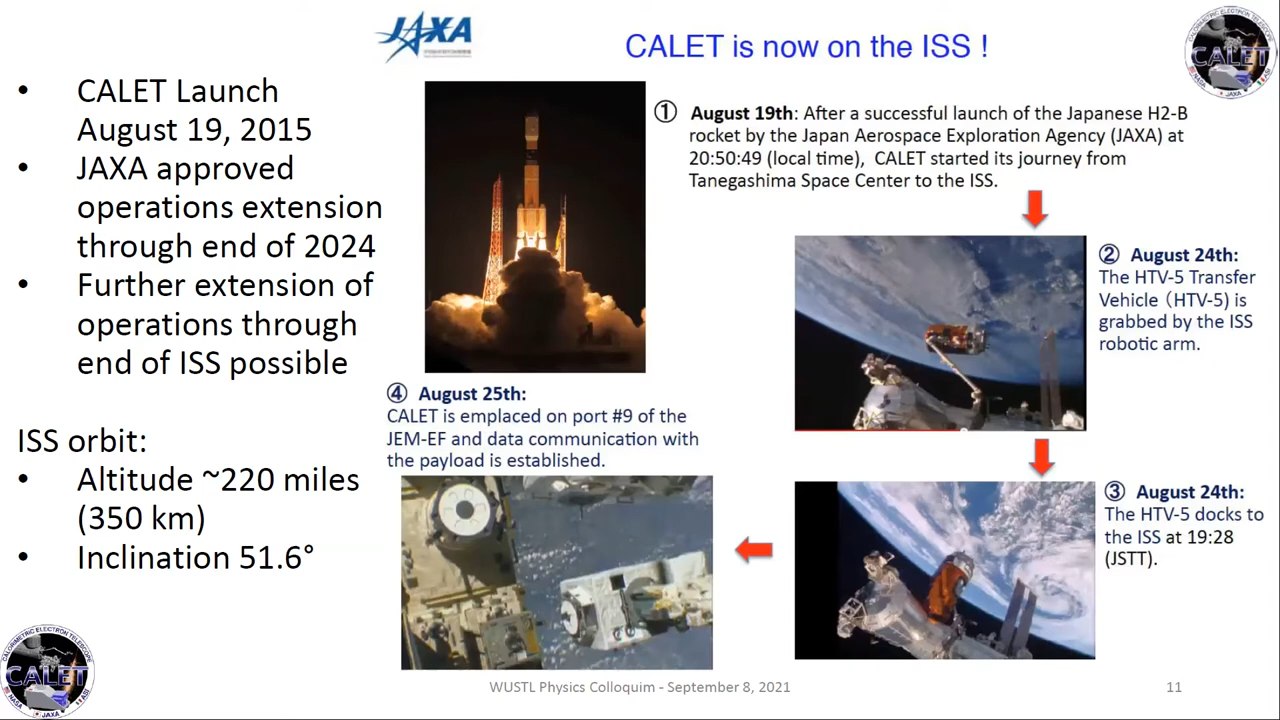 JAXA
CALET is now on the ISS !
CALET
• CALET Launch
August 19, 2015
• JAXA approved
operations extension
through end of 2024
• Further extension of
operations through
end of ISS possible
ISS orbit:
• Altitude ~220 miles
(350 km)
• Inclination 51.6°
① August 19th: After a successful launch of the Japanese H2-B
rocket by the Japan Aerospace Exploration Agency (JAXA) at
20:50:49 (local time), CALET started its journey from
Tanegashima Space Center to the ISS.
② August 24th:
The HTV-5 Transfer
Vehicle (HTV-5) is
grabbed by the ISS
robotic arm.
③ August 24th:
The HTV-5 docks to
the ISS at 19:28
(JSTT).
④ August 25th:
CALET is emplaced on port #9 of the
JEM-EF and data communication with
the payload is established.
CALORIMETRIC ELECTRON TELESCOPE
CALET
NASA JAXA ASI
WUSTL Physics Colloquim - September 8, 2021
11